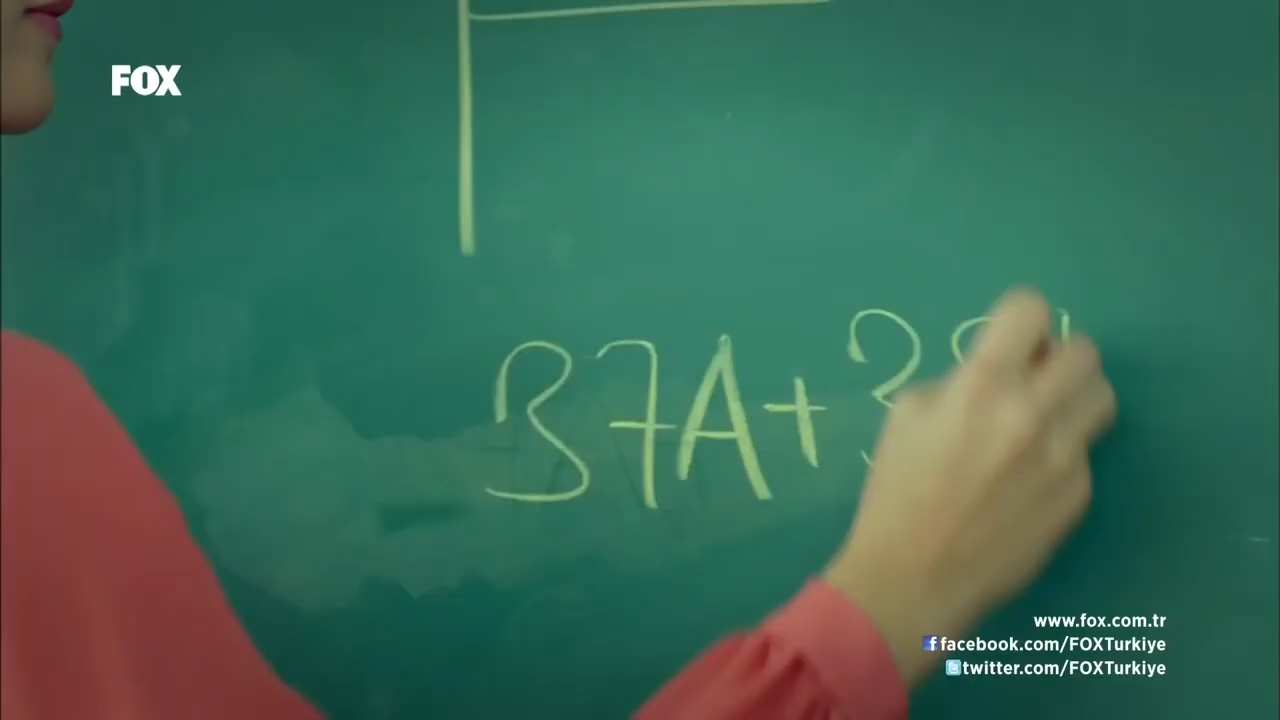 FOX
37A+3
www.fox.com.tr
facebook.com/FOXTurkiye
twitter.com/FOXTurkiye